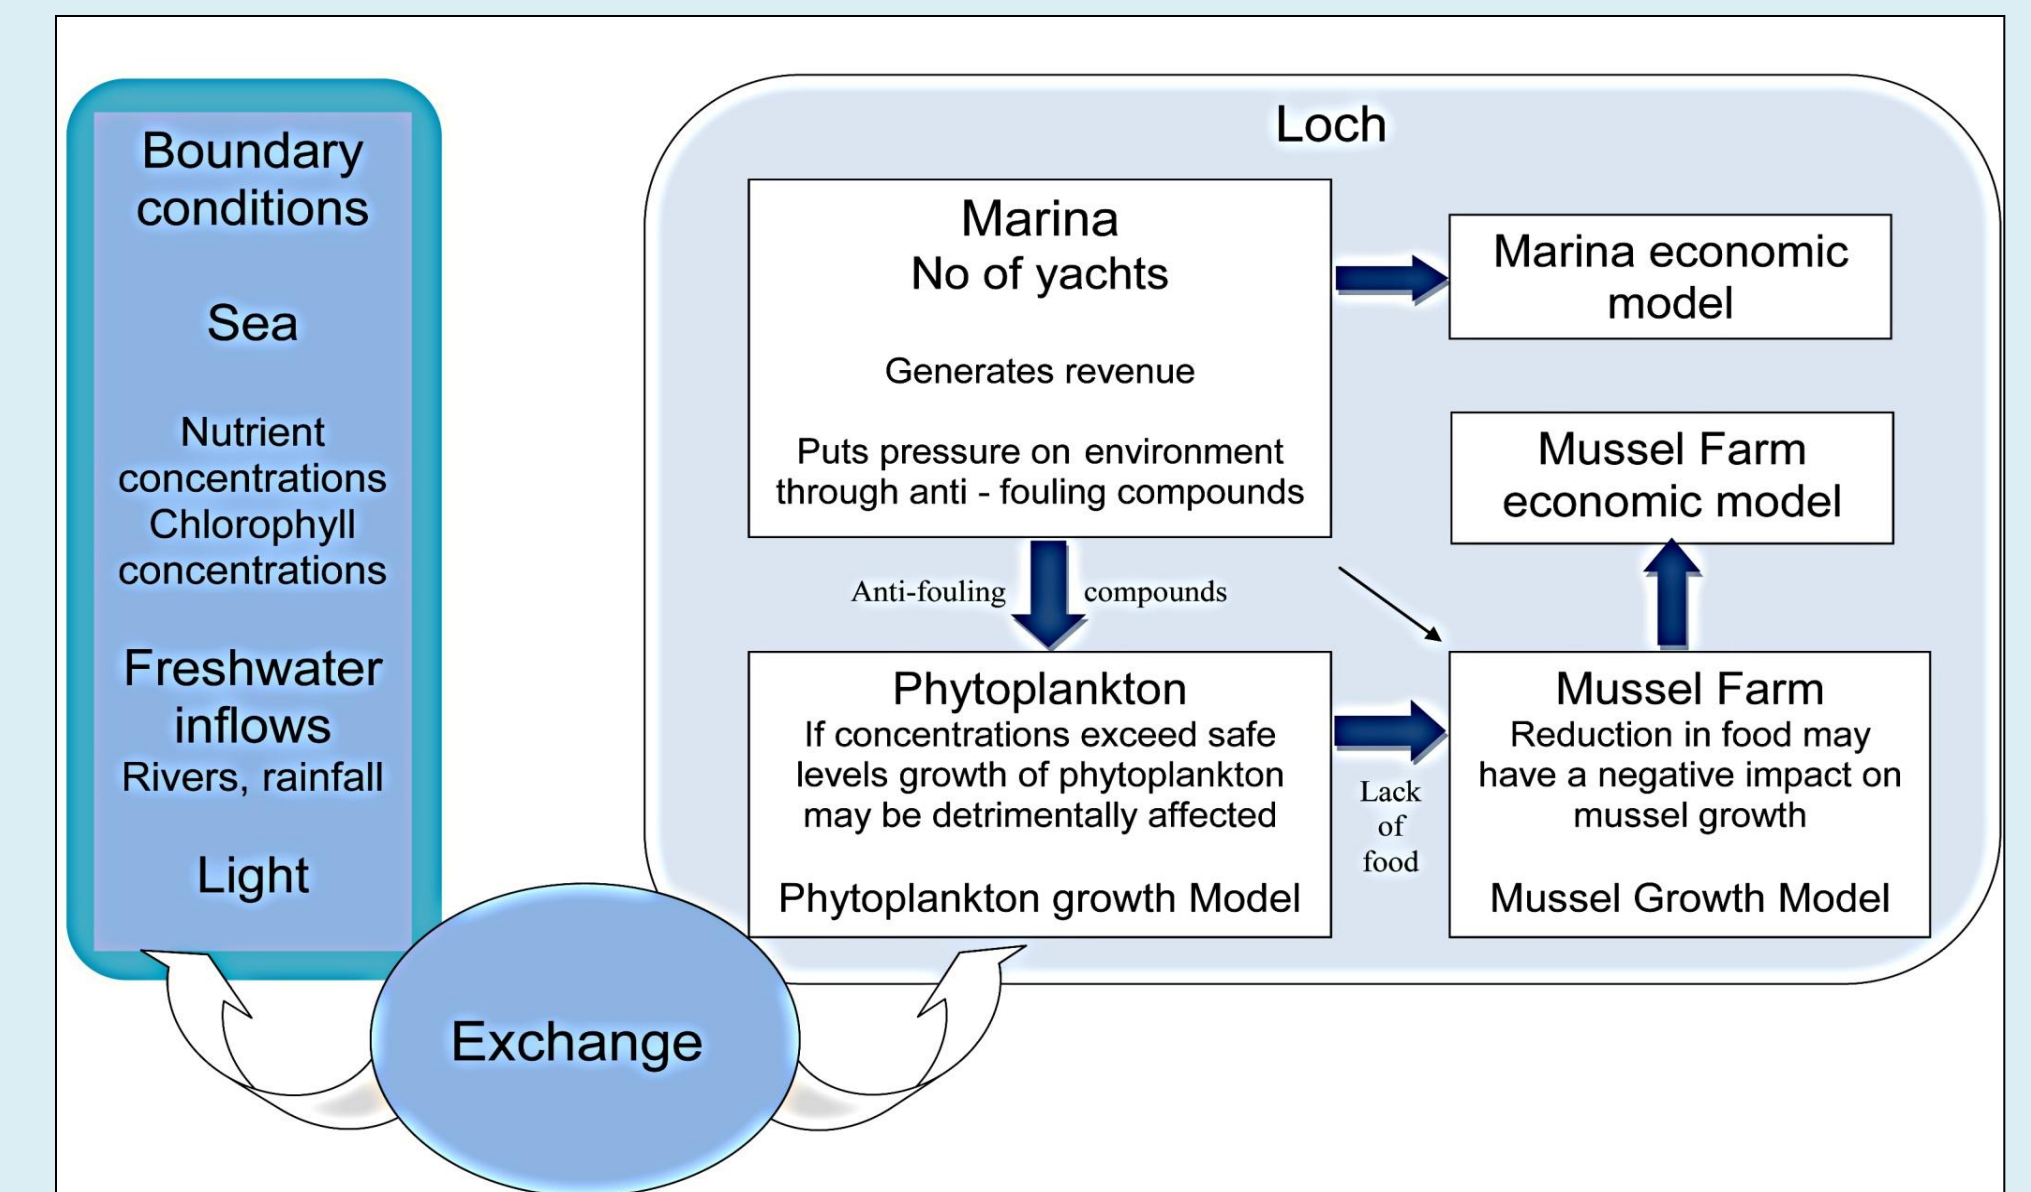 Boundary
conditions
Sea
Nutrient
concentrations
Chlorophyll
concentrations
Freshwater
inflows
Rivers, rainfall
Light
Exchange
Loch
Marina
No of yachts
Generates revenue
Puts pressure on environment
through anti - fouling compounds
Marina economic
model
Mussel Farm
economic model
Anti-fouling compounds
Phytoplankton
If concentrations exceed safe
levels growth of phytoplankton
may be detrimentally affected
Phytoplankton growth Model
Lack
of
food
Mussel Farm
Reduction in food may
have a negative impact on
mussel growth
Mussel Growth Model